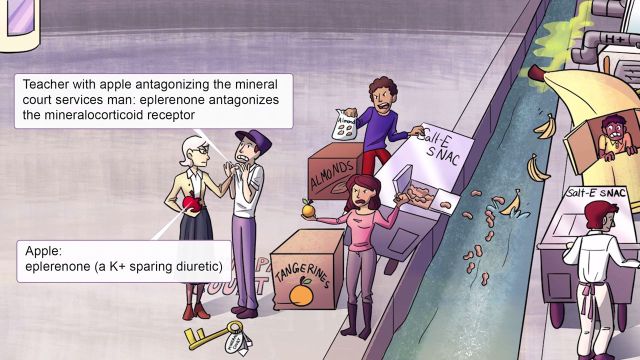 Teacher with apple antagonizing the mineral
court services man: eplerenone antagonizes
the mineralocorticoid receptor
H+
Almond
Salt-E
SNAC
ALMONDS
Salt-E SNAC
Apple:
eplerenone (a K+ sparing diuretic)
TANGERINES